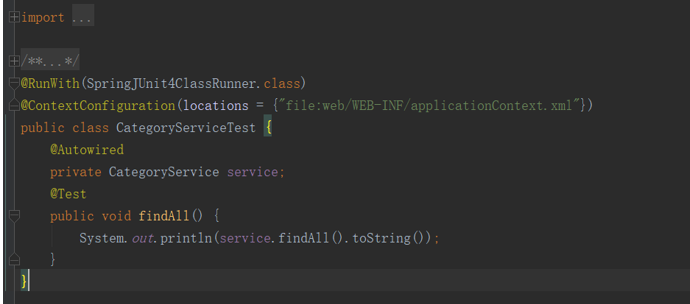 import ...
/**...*/
@RunWith(SpringJUnit4ClassRunner.class)
@ContextConfiguration(locations = {"file:web/WEB-INF/applicationContext.xml"})
public class CategoryServiceTest {
    @Autowired
    private CategoryService service;
    @Test
    public void findAll() {
        System.out.println(service.findAll().toString());
    }
}